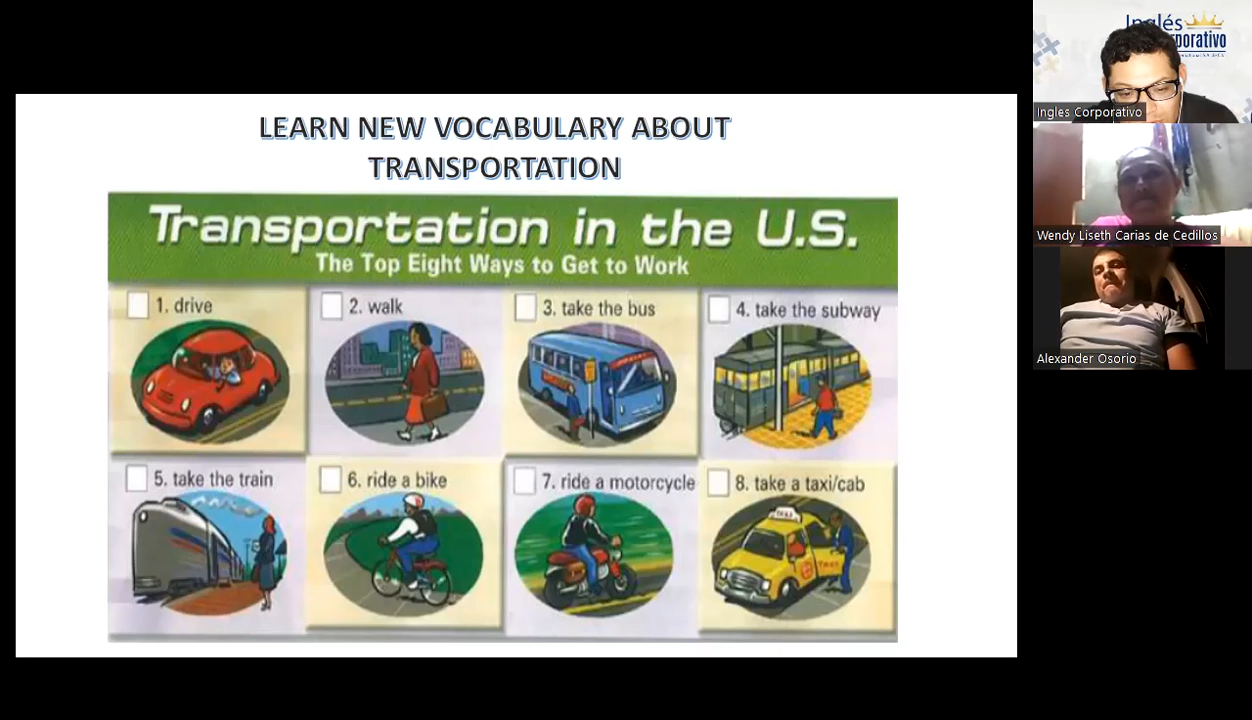 LEARN NEW VOCABULARY ABOUT
TRANSPORTATION
Transportation in the U.S.
The Top Eight Ways to Get to Work
1. drive
2. walk
3. take the bus
4. take the subway
5. take the train
6. ride a bike
7. ride a motorcycle
8. take a taxi/cab
TAXI
Inglés
porativo
Ingles Corporativo
Wendy Liseth Carias de Cedillos
Alexander Osorio